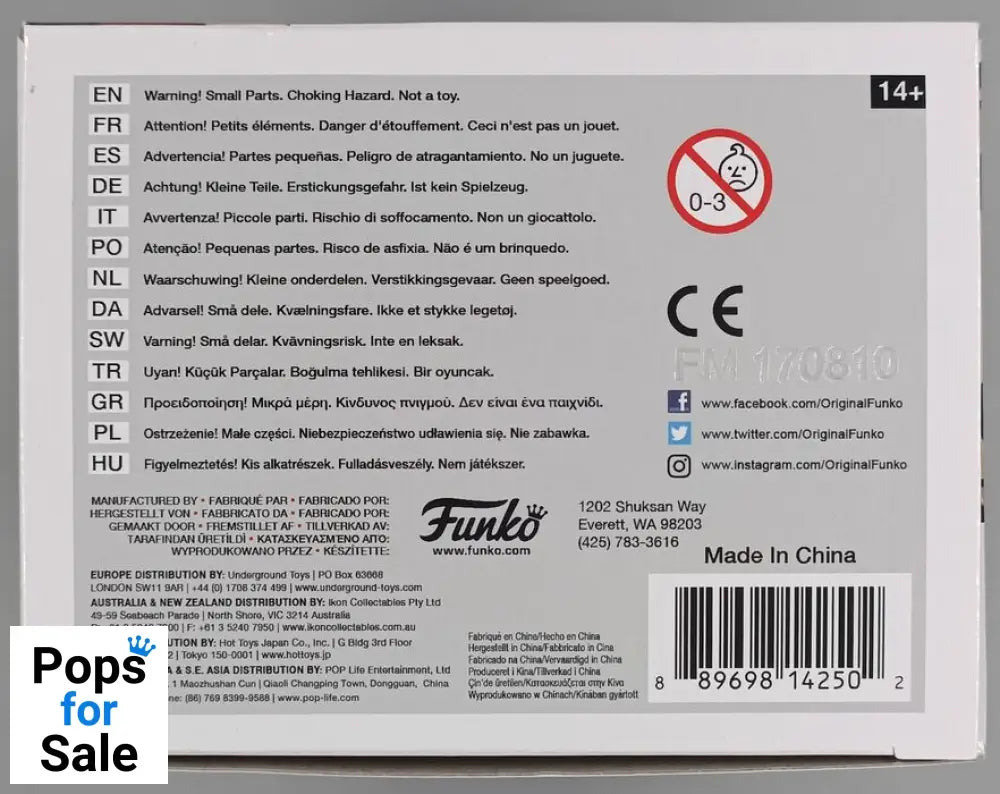 EN Warning! Small Parts. Choking Hazard. Not a toy.
14+
FR Attention! Petits éléments. Danger d'étouffement. Ceci n'est pas un jouet.
ES Advertencia! Partes pequeñas. Peligro de atragantamiento. No un juguete.
DE Achtung! Kleine Teile. Erstickungsgefahr. Ist kein Spielzeug.
IT Avvertenza! Piccole parti. Rischio di soffocamento. Non un giocattolo.
0-3
PO Atenção! Pequenas partes. Risco de asfixia. Não é um brinquedo.
NL Waarschuwing! Kleine onderdelen. Verstikkingsgevaar. Geen speelgoed.
DA Advarsel! Små dele. Kvælningsfare. Ikke et stykke legetøj.
CE
SW Varning! Små delar. Kvävningsrisk. Inte en leksak.
FM 170810
TR Uyan! Küçük Parçalar. Boğulma tehlikesi. Bir oyuncak.
GR Προειδοποίηση! Μικρά μέρη. Κίνδυνος πνιγμού. Δεν είναι ένα παιχνίδι.
www.facebook.com/OriginalFunko
PL Ostrzeżenie! Małe części. Niebezpieczeństwo udławienia się. Nie zabawka.
www.twitter.com/OriginalFunko
HU Figyelmeztetés! Kis alkatrészek. Fulladásveszély. Nem játékszer.
www.instagram.com/OriginalFunko
MANUFACTURED BY • FABRIQUÉ PAR • FABRICADO POR:
HERGESTELLT VON • FABBRICATO DA • FABRICADO POR:
GEMAAKT DOOR • FREMSTILLET AF • TILLVERKAD AV:
TARAFINDAN ÜRETILDI • ΚΑΤΑΣΚΕΥΑΣΜΕΝΟ ΑΠΟ:
WYPRODUKOWANO PRZEZ • KÉSZÍTETTE:
Funko
www.funko.com
1202 Shuksan Way
Everett, WA 98203
(425) 783-3616
Made In China
EUROPE DISTRIBUTION BY: Underground Toys | PO Box 63668
LONDON SW11 9AR | +44 (0) 1708 374 499 | www.underground-toys.com
AUSTRALIA & NEW ZEALAND DISTRIBUTION BY: Ikon Collectables Pty Ltd
49-59 Seabeach Parade | North Shore, VIC 3214 Australia
F: +61 3 5240 7950 | www.ikoncollectables.com.au
UTION BY: Hot Toys Japan Co., Inc. | G Bldg 3rd Floor
2 | Tokyo 150-0001 | www.hottoys.jp
A & S.E. ASIA DISTRIBUTION BY: POP Life Entertainment, Ltd
1 Maozhushan Cun | Qiaoli Changping Town, Dongguan, China
ne: (86) 769 8399-9588 | www.pop-life.com
Fabriqué en Chine/Hecho en China
Hergestellt in China/Fabbricato in Cina
Fabricado na China/Vervaardigd in China
Produceret i Kina/Tillverkad i China
Çin'de üretilen/Κατασκευάζεται στην Κίνα
Wyprodukowano w Chinach/Kínában gyártott
8 89698 14250 2
Pops
for
Sale